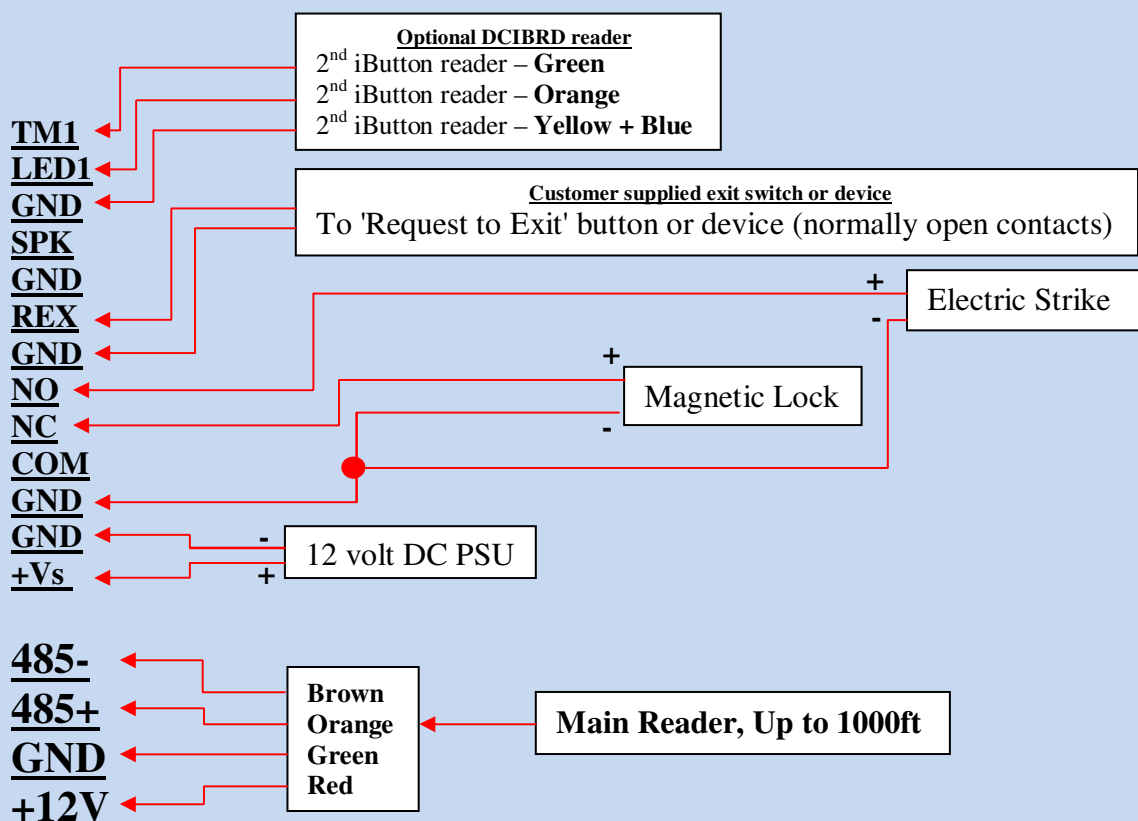 Optional DCIBRD reader
2nd iButton reader – Green
2nd iButton reader – Orange
2nd iButton reader – Yellow + Blue
TM1
LED1
GND
SPK
GND
REX
GND
NO
NC
COM
GND
GND
+Vs
Customer supplied exit switch or device
To 'Request to Exit' button or device (normally open contacts)
+
-
Electric Strike
+
-
Magnetic Lock
-
+
12 volt DC PSU
485-
485+
GND
+12V
Brown
Orange
Green
Red
Main Reader, Up to 1000ft